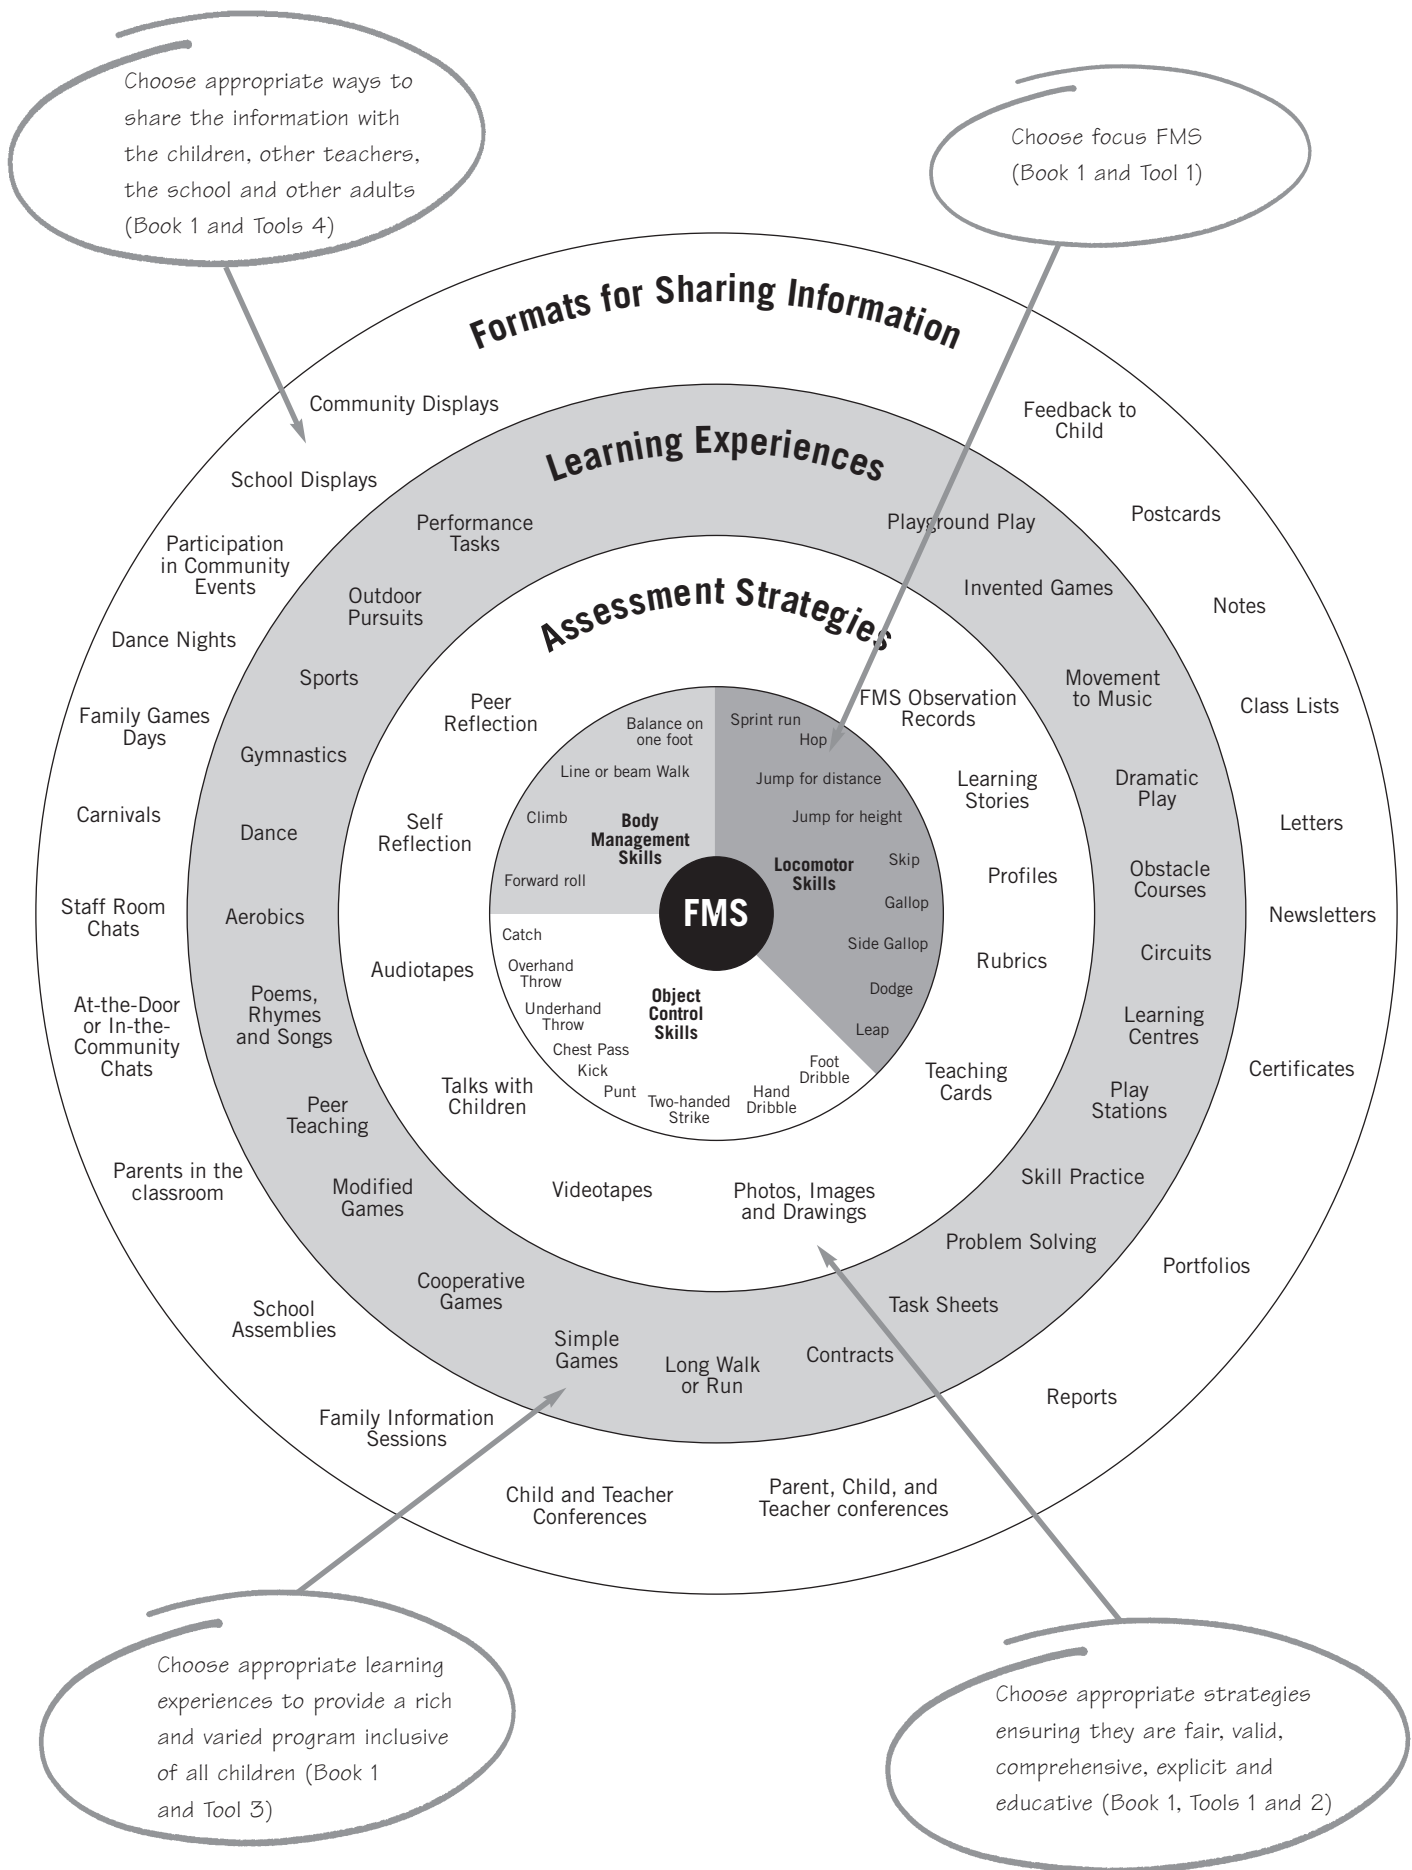 Choose appropriate ways to
share the information with
the children, other teachers,
the school and other adults
(Book 1 and Tools 4)
Choose focus FMS
(Book 1 and Tool 1)
Formats for Sharing Information
Community Displays
School Displays
Participation
in Community
Events
Dance Nights
Family Games
Days
Carnivals
Staff Room
Chats
At-the-Door
or In-the-
Community
Chats
Parents in the
classroom
School
Assemblies
Family Information
Sessions
Child and Teacher
Conferences
Parent, Child, and
Teacher conferences
Reports
Portfolios
Certificates
Newsletters
Letters
Class Lists
Notes
Postcards
Feedback to
Child
Learning Experiences
Performance
Tasks
Outdoor
Pursuits
Sports
Gymnastics
Dance
Aerobics
Poems,
Rhymes
and Songs
Peer
Teaching
Modified
Games
Cooperative
Games
Simple
Games
Long Walk
or Run
Contracts
Task Sheets
Problem Solving
Skill Practice
Play
Stations
Learning
Centres
Circuits
Obstacle
Courses
Dramatic
Play
Movement
to Music
Invented Games
Playground Play
Assessment Strategies
Peer
Reflection
Self
Reflection
Audiotapes
Talks with
Children
Videotapes
Photos, Images
and Drawings
Teaching
Cards
Rubrics
Profiles
Learning
Stories
FMS Observation
Records
Balance on
one foot
Line or beam Walk
Climb
Body
Management
Skills
Forward roll
Sprint run
Hop
Jump for distance
Jump for height
Locomotor
Skills
Skip
Gallop
Side Gallop
Dodge
Leap
FMS
Catch
Overhand
Throw
Underhand
Throw
Object
Control
Skills
Chest Pass
Kick
Punt
Two-handed
Strike
Hand
Dribble
Foot
Dribble
Choose appropriate learning
experiences to provide a rich
and varied program inclusive
of all children (Book 1
and Tool 3)
Choose appropriate strategies
ensuring they are fair, valid,
comprehensive, explicit and
educative (Book 1, Tools 1 and 2)